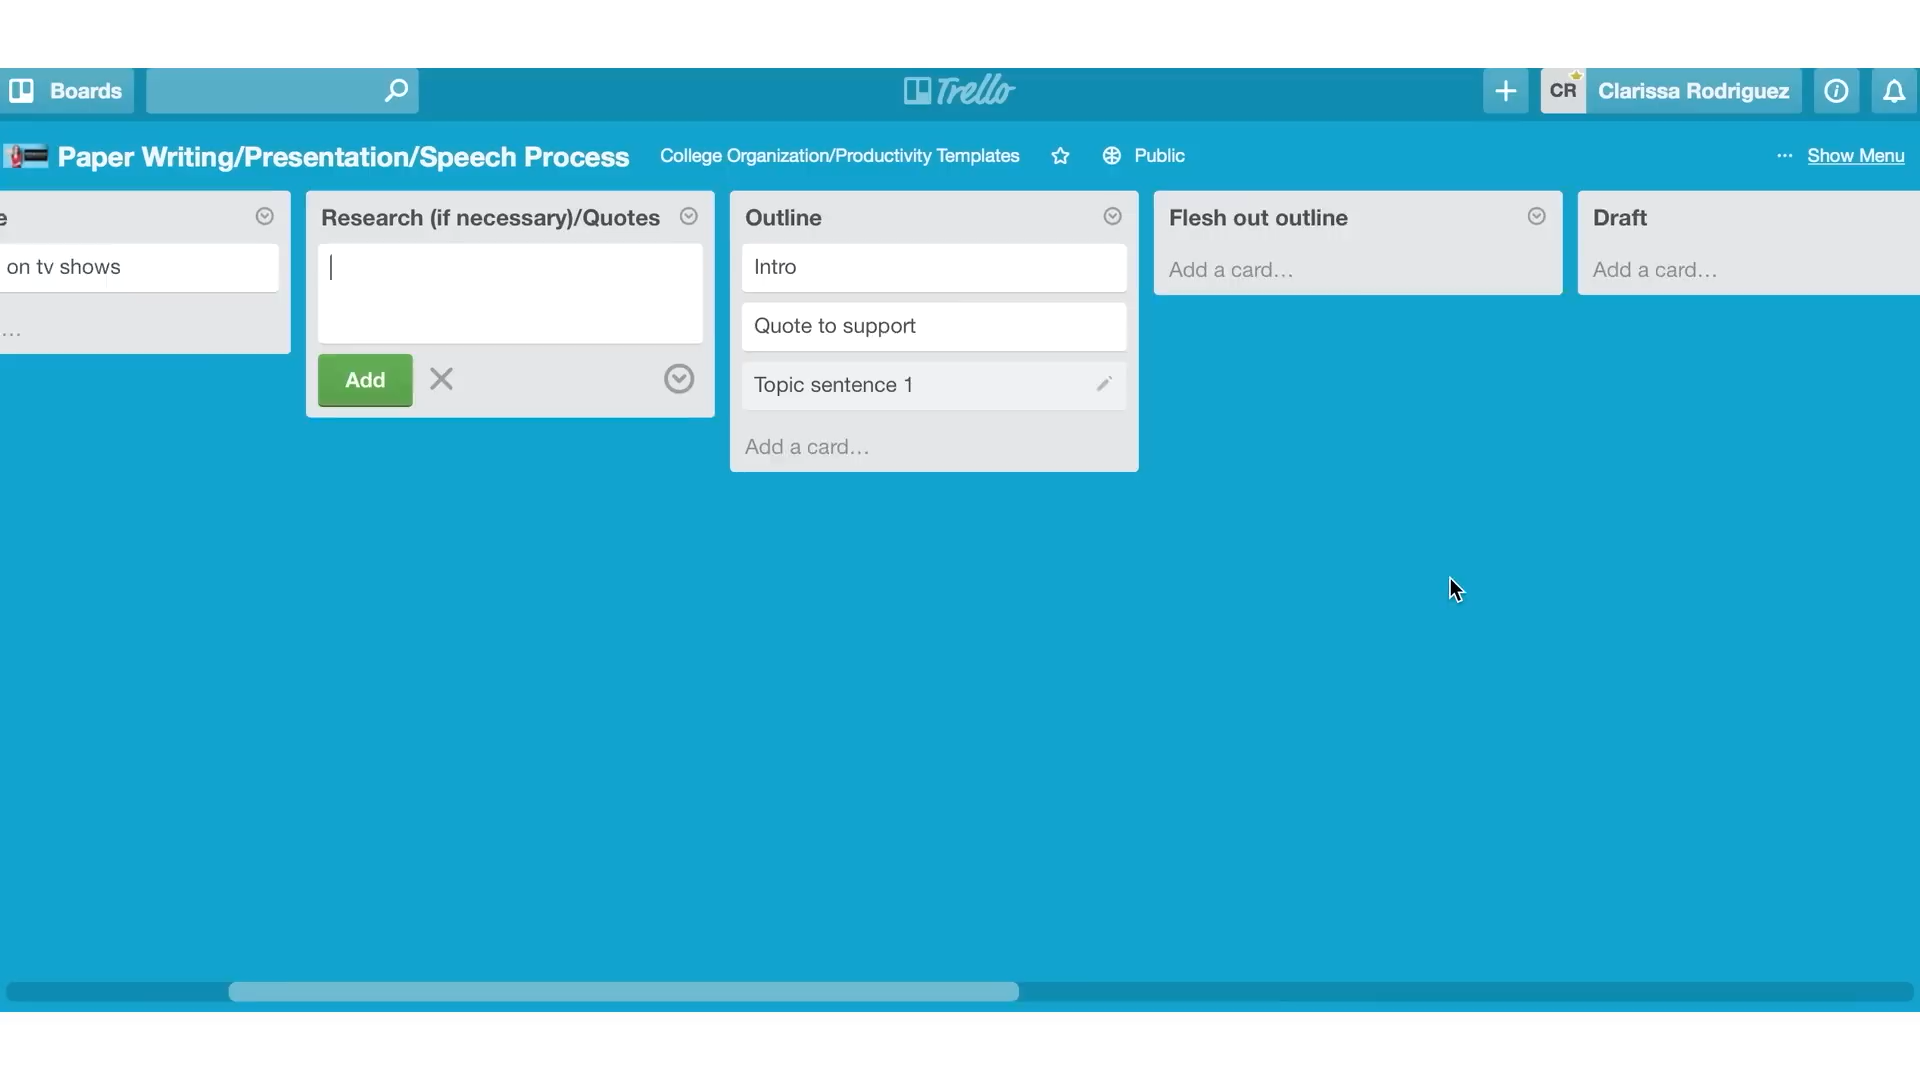 Boards
Trello
CR
Clarissa Rodriguez
Paper Writing/Presentation/Speech Process
College Organization/Productivity Templates
Public
... Show Menu
e
on tv shows
...
Research (if necessary)/Quotes
Add
Outline
Intro
Quote to support
Topic sentence 1
Add a card...
Flesh out outline
Add a card...
Draft
Add a card...